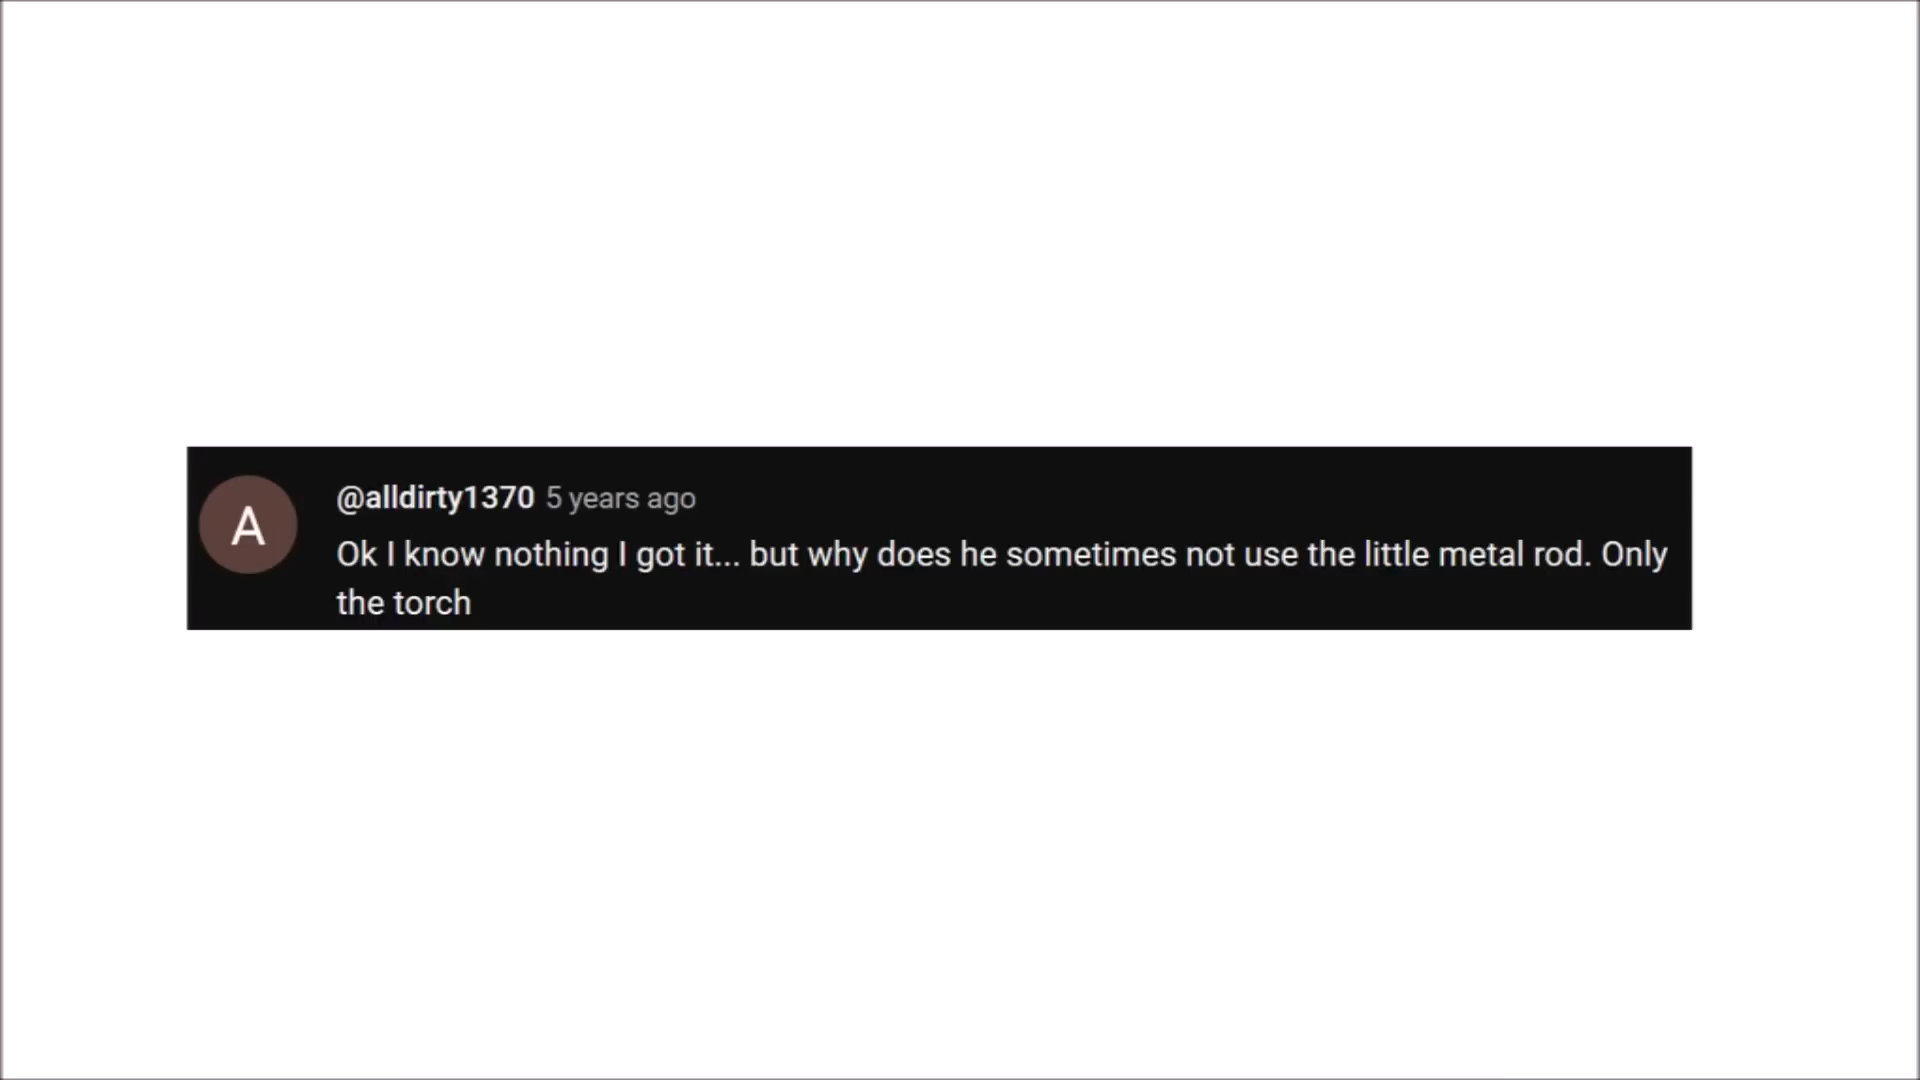 A
@alldirty1370 5 years ago
Ok I know nothing I got it... but why does he sometimes not use the little metal rod. Only
the torch